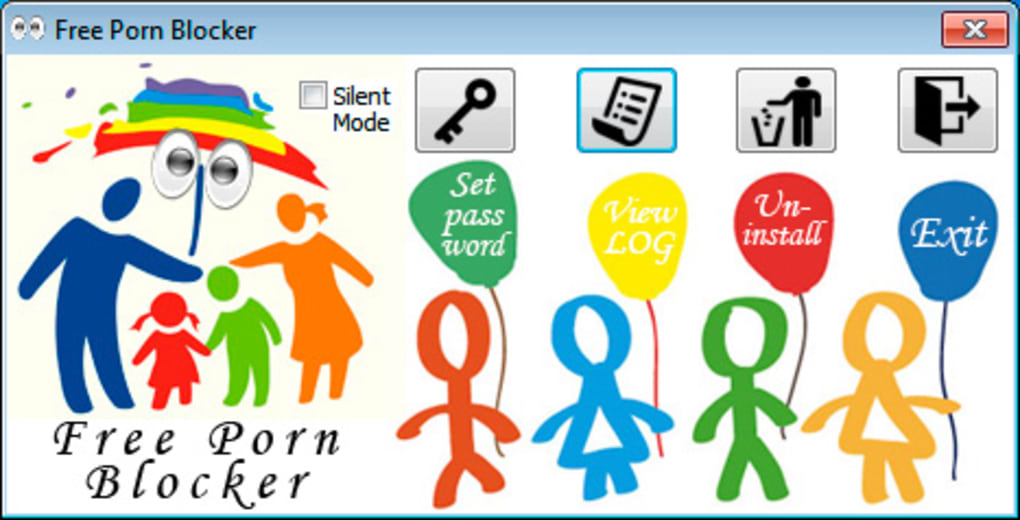 Free Porn Blocker
Silent
Mode
Set
pass
word
View
LOG
Un-
install
Exit
Free Porn
Blocker